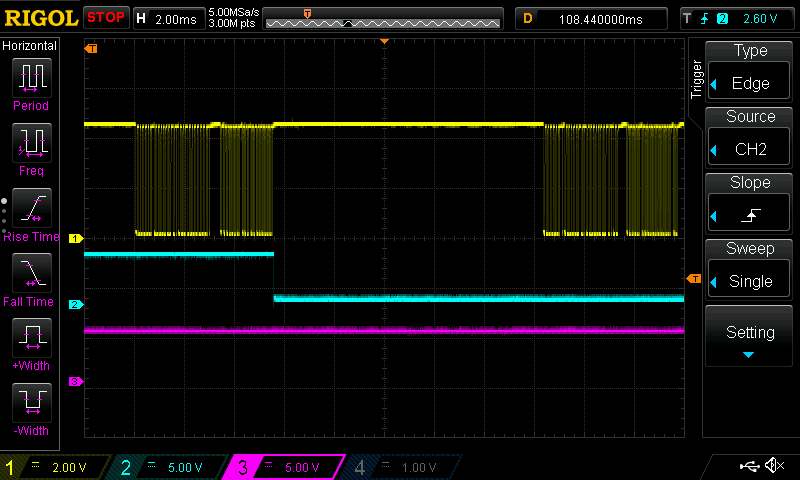 RIGOL STOP H 2.00ms 5.00MSa/s D 108.440000ms T 2 2.60 V
3.00M pts
T
Horizontal
Period
Freq
Rise Time
Fall Time
+Width
-Width
T
1
2
3
T
Trigger
Type
Edge
Source
CH2
Slope
Sweep
Single
Setting
1 2.00 V 2 5.00 V 3 5.00 V 4 1.00 V